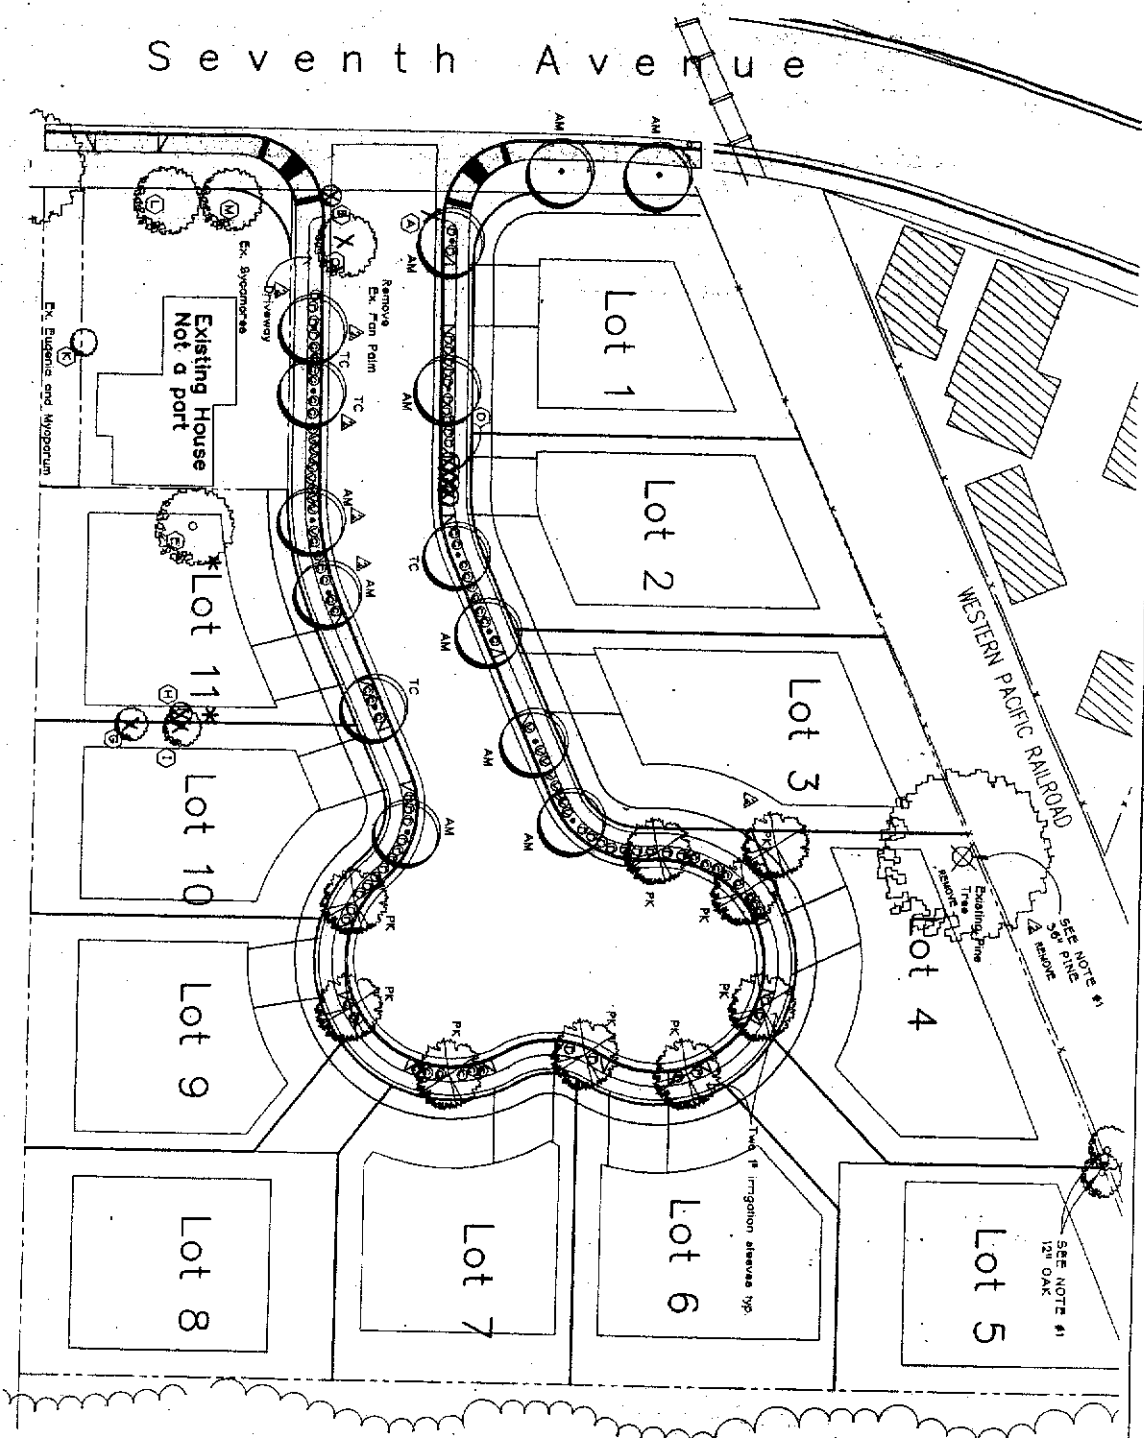 Seventh Avenue
AM
AM
L
M
B
A
AM
Ex. Sycamores
Driveway
Remove
Ex. Fan Palm
Lot 1
Ex. Eugenia and Myoporum
K
Existing House
Not a part
TC
TC
AM
D
Lot 2
AM
AM
TC
AM
WESTERN PACIFIC RAILROAD
Lot 11
H
G
I
TC
AM
Lot 3
Lot 10
AM
AM
PK
PK
PK
PK
Existing Pine
Tree
REMOVE
SEE NOTE #1
36" PINE
REMOVE
Lot 4
Lot 9
PK
PK
PK
PK
PK
Two 1" irrigation sleeves typ.
SEE NOTE #1
12" OAK
Lot 8
Lot 7
Lot 6
Lot 5